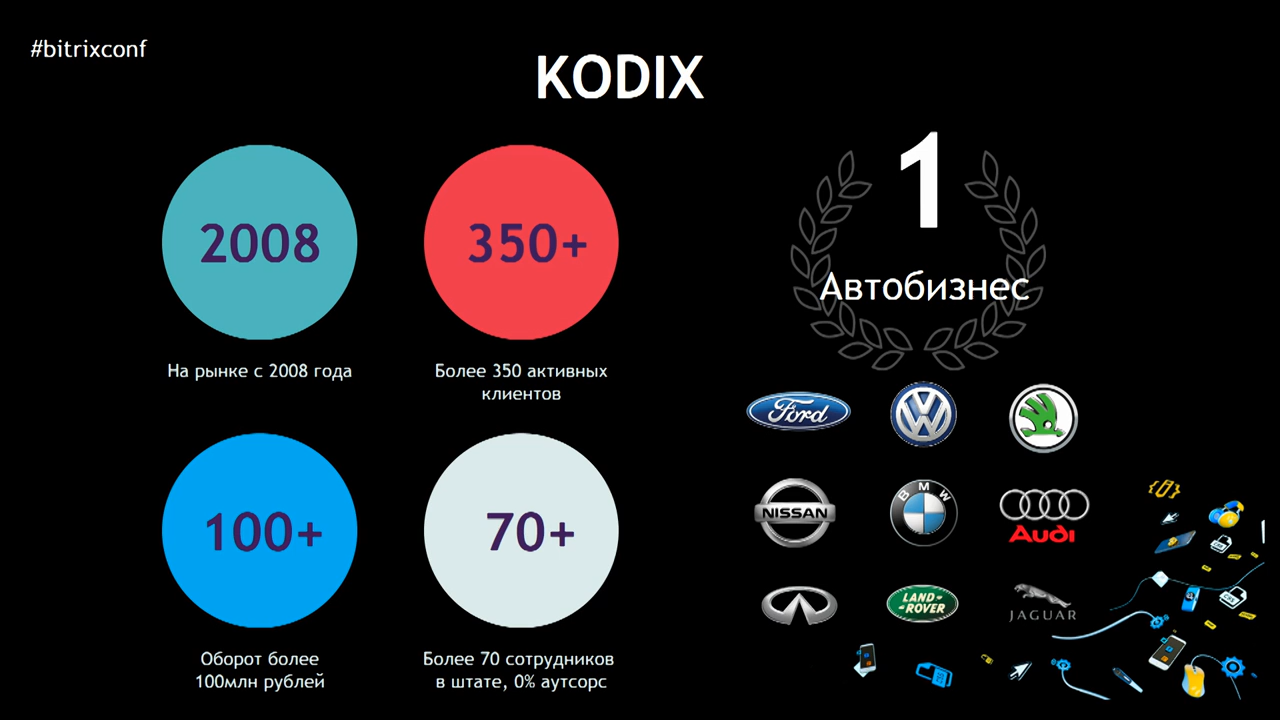 #bitrixconf
KODIX
2008
350+
1
Автобизнес
На рынке с 2008 года
Более 350 активных
клиентов
Ford
VW
100+
70+
NISSAN
BMW
Audi
LAND-
-ROVER
JAGUAR
Оборот более
100млн рублей
Более 70 сотрудников
в штате, 0% аутсорс